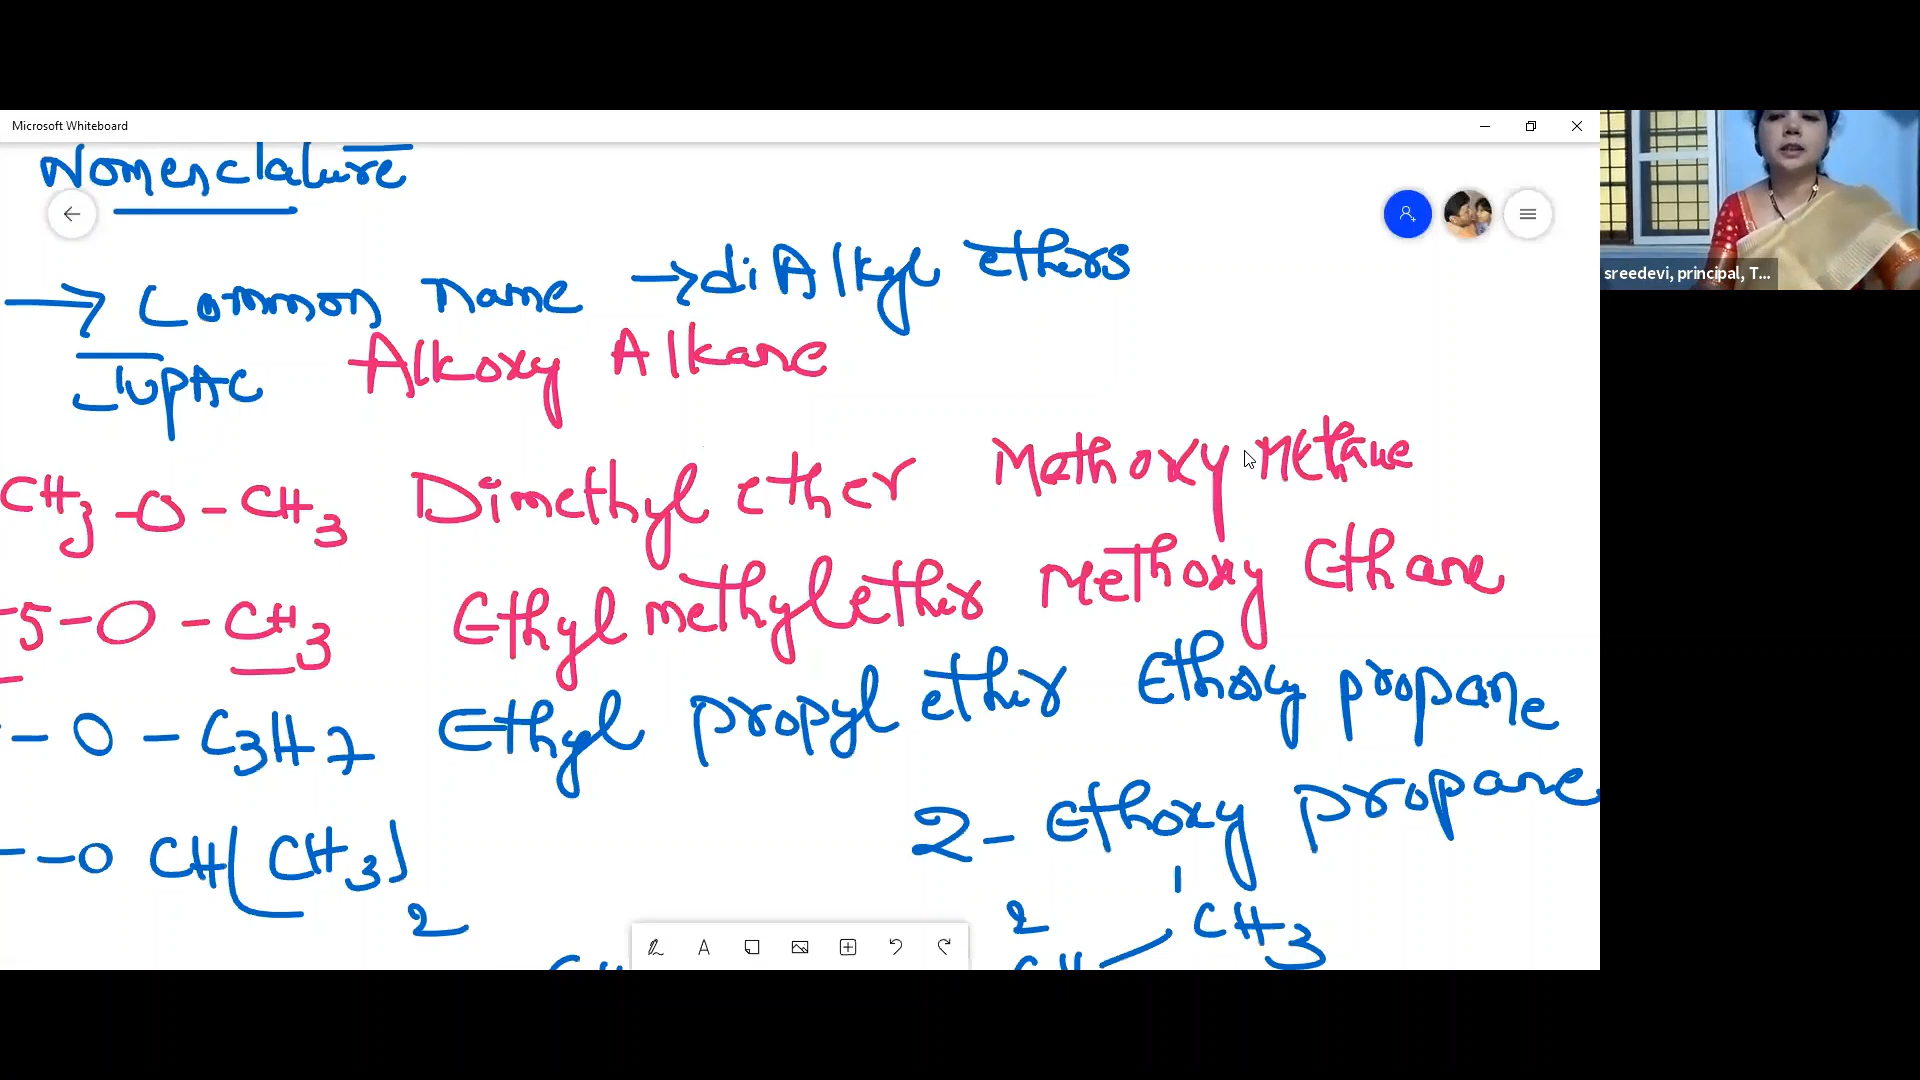 Microsoft Whiteboard
Nomenclature
→ Common name → diAlkyl ethers
IUPAC Alkoxy Alkane
CH3-O-CH3 Dimethyl ether Methoxy Methane
5-O-CH3 Ethyl methyl ether Methoxy Ethane
-O-C3H7 Ethyl propyl ether Ethoxy propane
2-Ethoxy propane
--O CH(CH3)2
1
2 CH3
CH
sreedevi, principal, T...